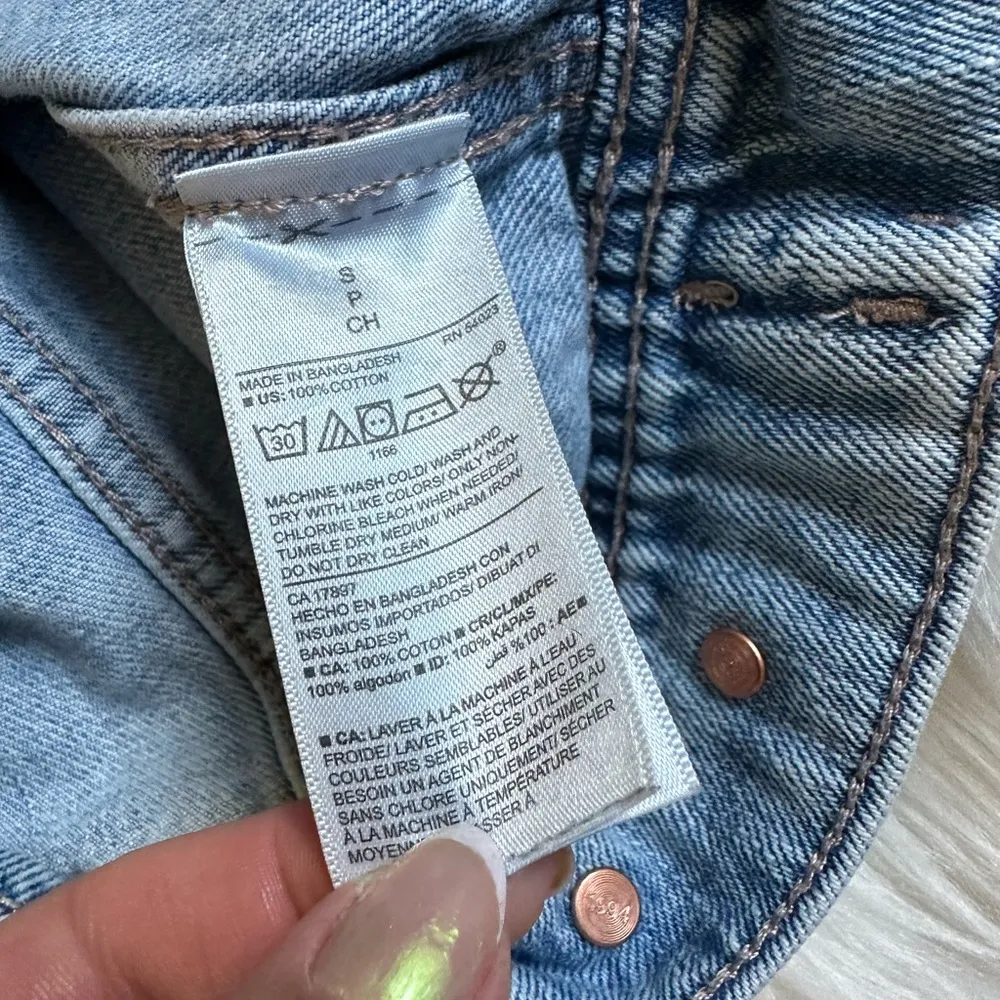 S
P
CH
RN 54023
MADE IN BANGLADESH
■ US: 100% COTTON
30
®
1166
MACHINE WASH COLD/ WASH AND
DRY WITH LIKE COLORS/ ONLY NON-
CHLORINE BLEACH WHEN NEEDED/
TUMBLE DRY MEDIUM/ WARM IRON/
DO NOT DRY CLEAN
CA 17897
HECHO EN BANGLADESH CON
INSUMOS IMPORTADOS/ DIBUAT DI
BANGLADESH
■ CA: 100% COTON ■ CR/CL/MX/PE:
100% algodón ■ ID: 100% KAPAS
■ AE : 100% قطن
■ CA: LAVER À LA MACHINE À L'EAU
FROIDE/ LAVER ET SÉCHER AVEC DES
COULEURS SEMBLABLES/ UTILISER AU
BESOIN UN AGENT DE BLANCHIMENT
SANS CHLORE UNIQUEMENT/ SÉCHER
À LA MACHINE À TEMPÉRATURE
1994